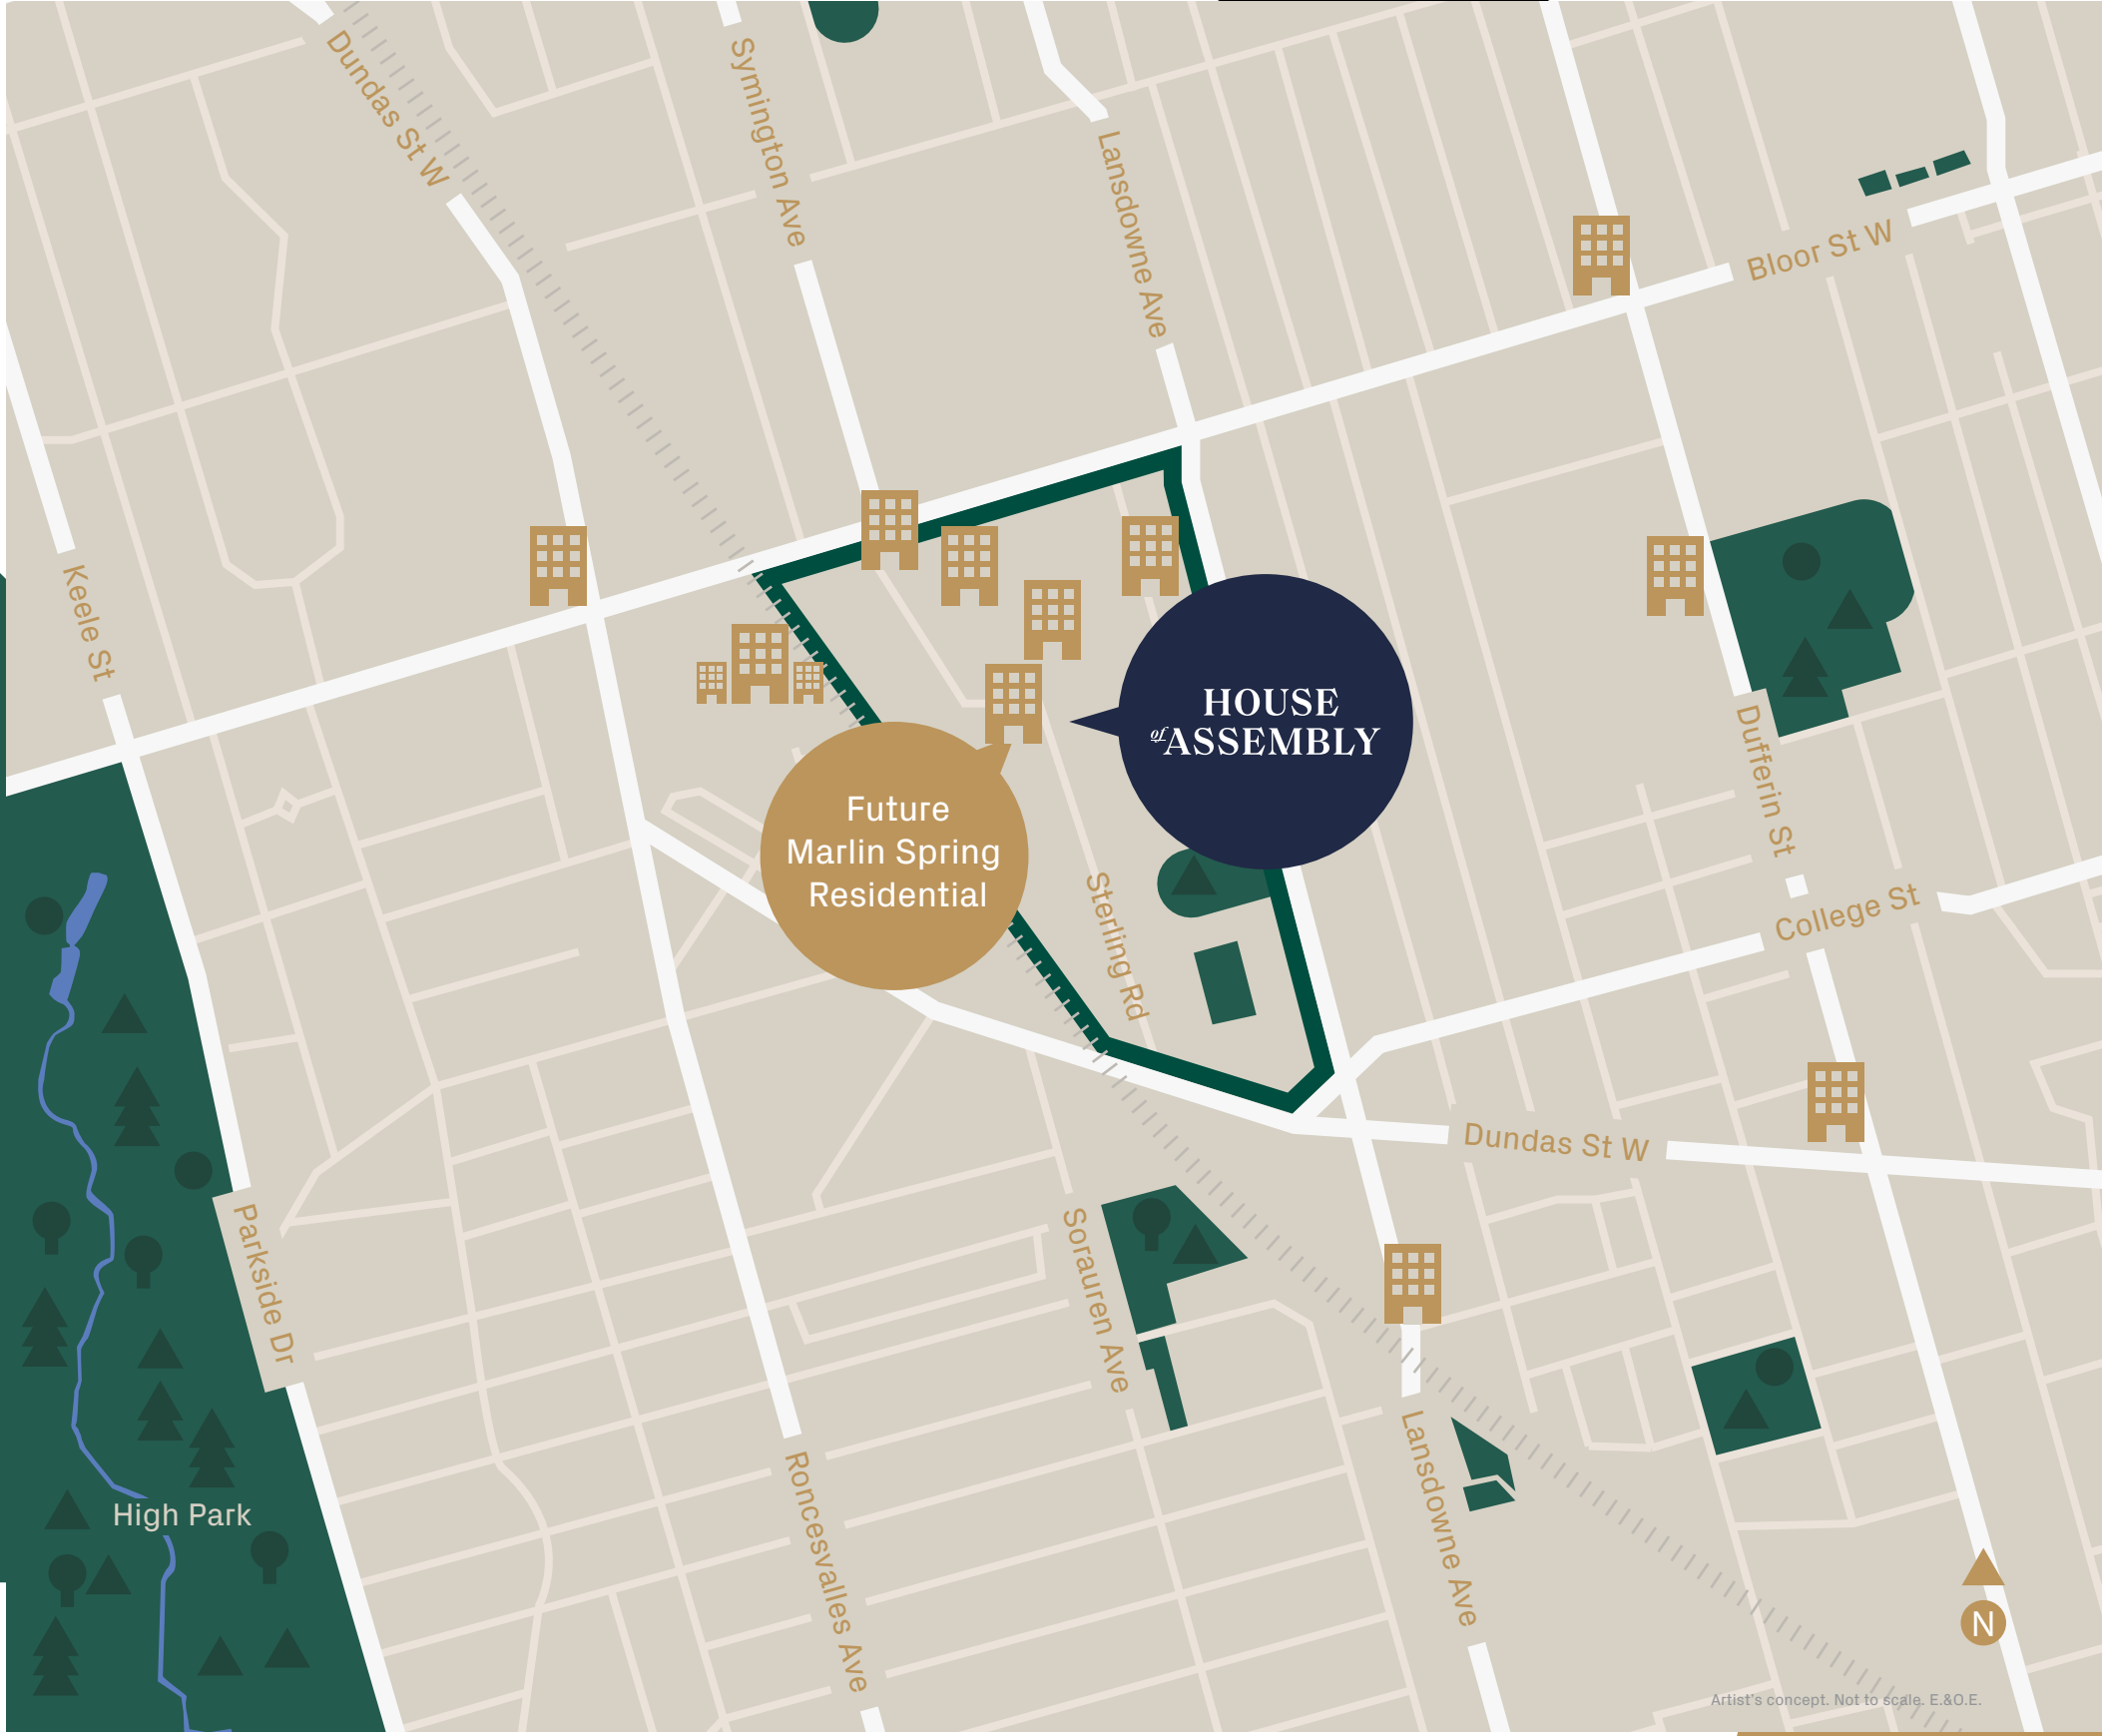 Dundas St W
Symington Ave
Lansdowne Ave
Bloor St W
Keele St
HOUSE
of ASSEMBLY
Dufferin St
Future
Marlin Spring
Residential
Sterling Rd
College St
Dundas St W
Parkside Dr
Sorauren Ave
Lansdowne Ave
Roncesvalles Ave
High Park
N
Artist's concept. Not to scale. E.&O.E.